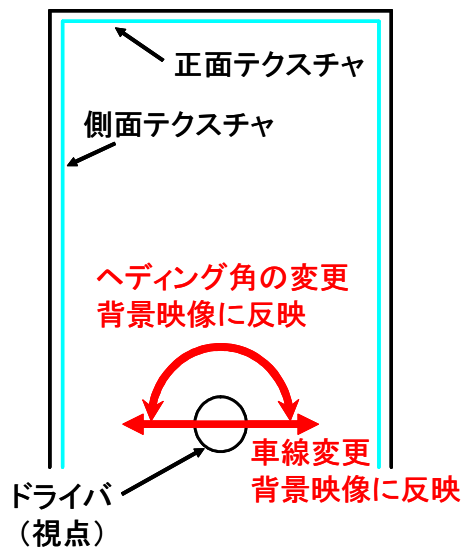 正面テクスチャ
側面テクスチャ
ヘディング角の変更
背景映像に反映
車線変更
背景映像に反映
ドライバ
（視点）